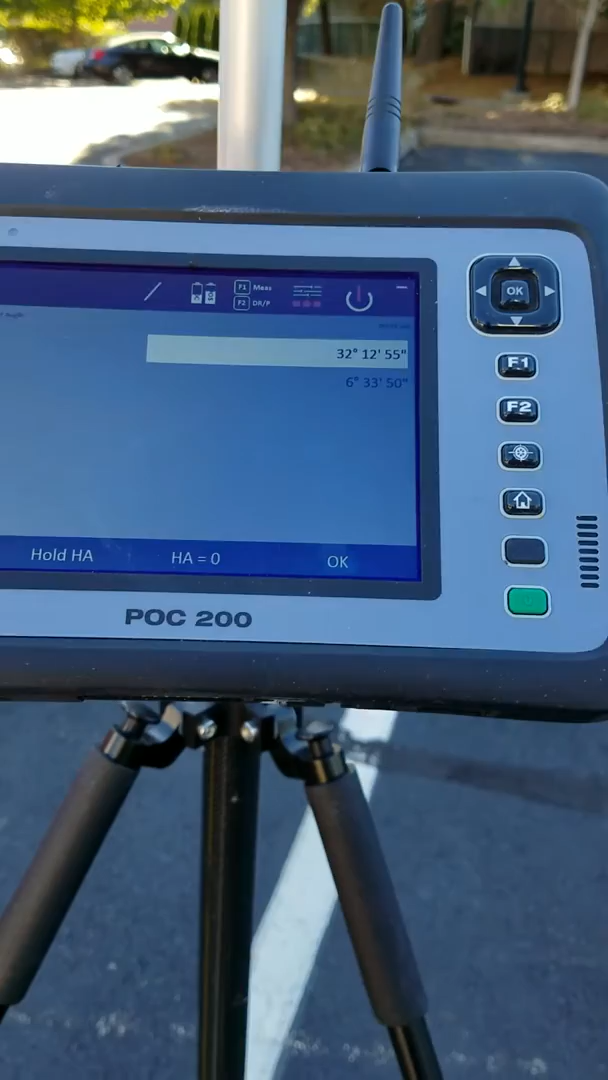 F1 Meas
F2 DR/P
32° 12' 55"
6° 33' 50"
Hold HA
HA = 0
OK
POC 200
OK
F1
F2